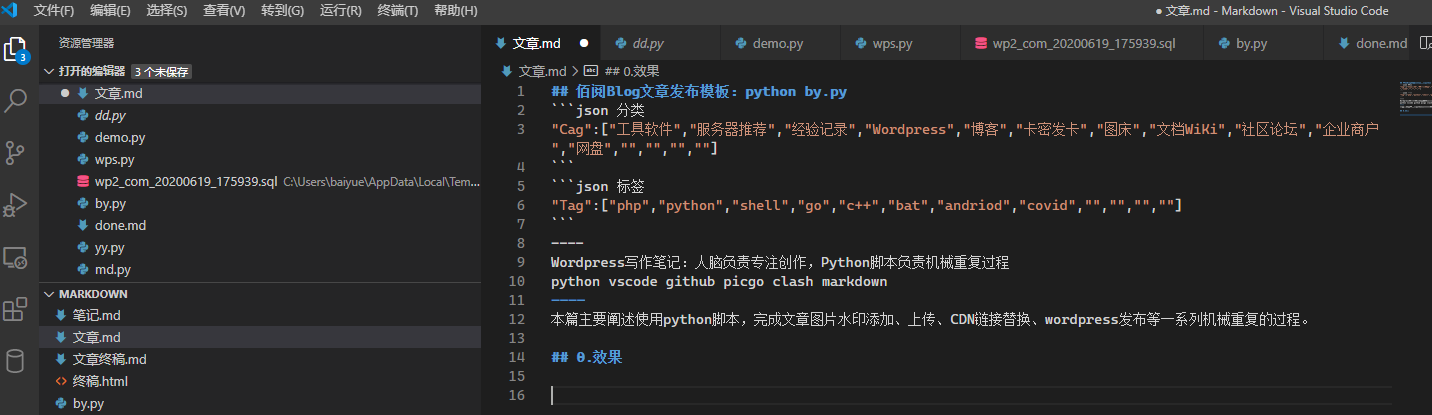 文件(F) 编辑(E) 选择(S) 查看(V) 转到(G) 运行(R) 终端(T) 帮助(H) ● 文章.md - Markdown - Visual Studio Code
资源管理器
打开的编辑器 3 个未保存
文章.md
dd.py
demo.py
wps.py
wp2_com_20200619_175939.sql C:\Users\baiyue\AppData\Local\Tem...
by.py
done.md
yy.py
md.py
MARKDOWN
笔记.md
文章.md
文章终稿.md
终稿.html
by.py
3
文章.md dd.py demo.py wps.py wp2_com_20200619_175939.sql by.py done.md
文章.md > ## 0.效果
1 ## 佰阅Blog文章发布模板：python by.py
2 ```json 分类
3 "Cag":["工具软件","服务器推荐","经验记录","Wordpress","博客","卡密发卡","图床","文档WiKi","社区论坛","企业商户
","网盘","","","",""]
4 ```
5 ```json 标签
6 "Tag":["php","python","shell","go","c++","bat","andriod","covid","","","",""]
7 ```
8 ----
9 Wordpress写作笔记：人脑负责专注创作，Python脚本负责机械重复过程
10 python vscode github picgo clash markdown
11 ----
12 本篇主要阐述使用python脚本，完成文章图片水印添加、上传、CDN链接替换、wordpress发布等一系列机械重复的过程。
13
14 ## 0.效果
15
16